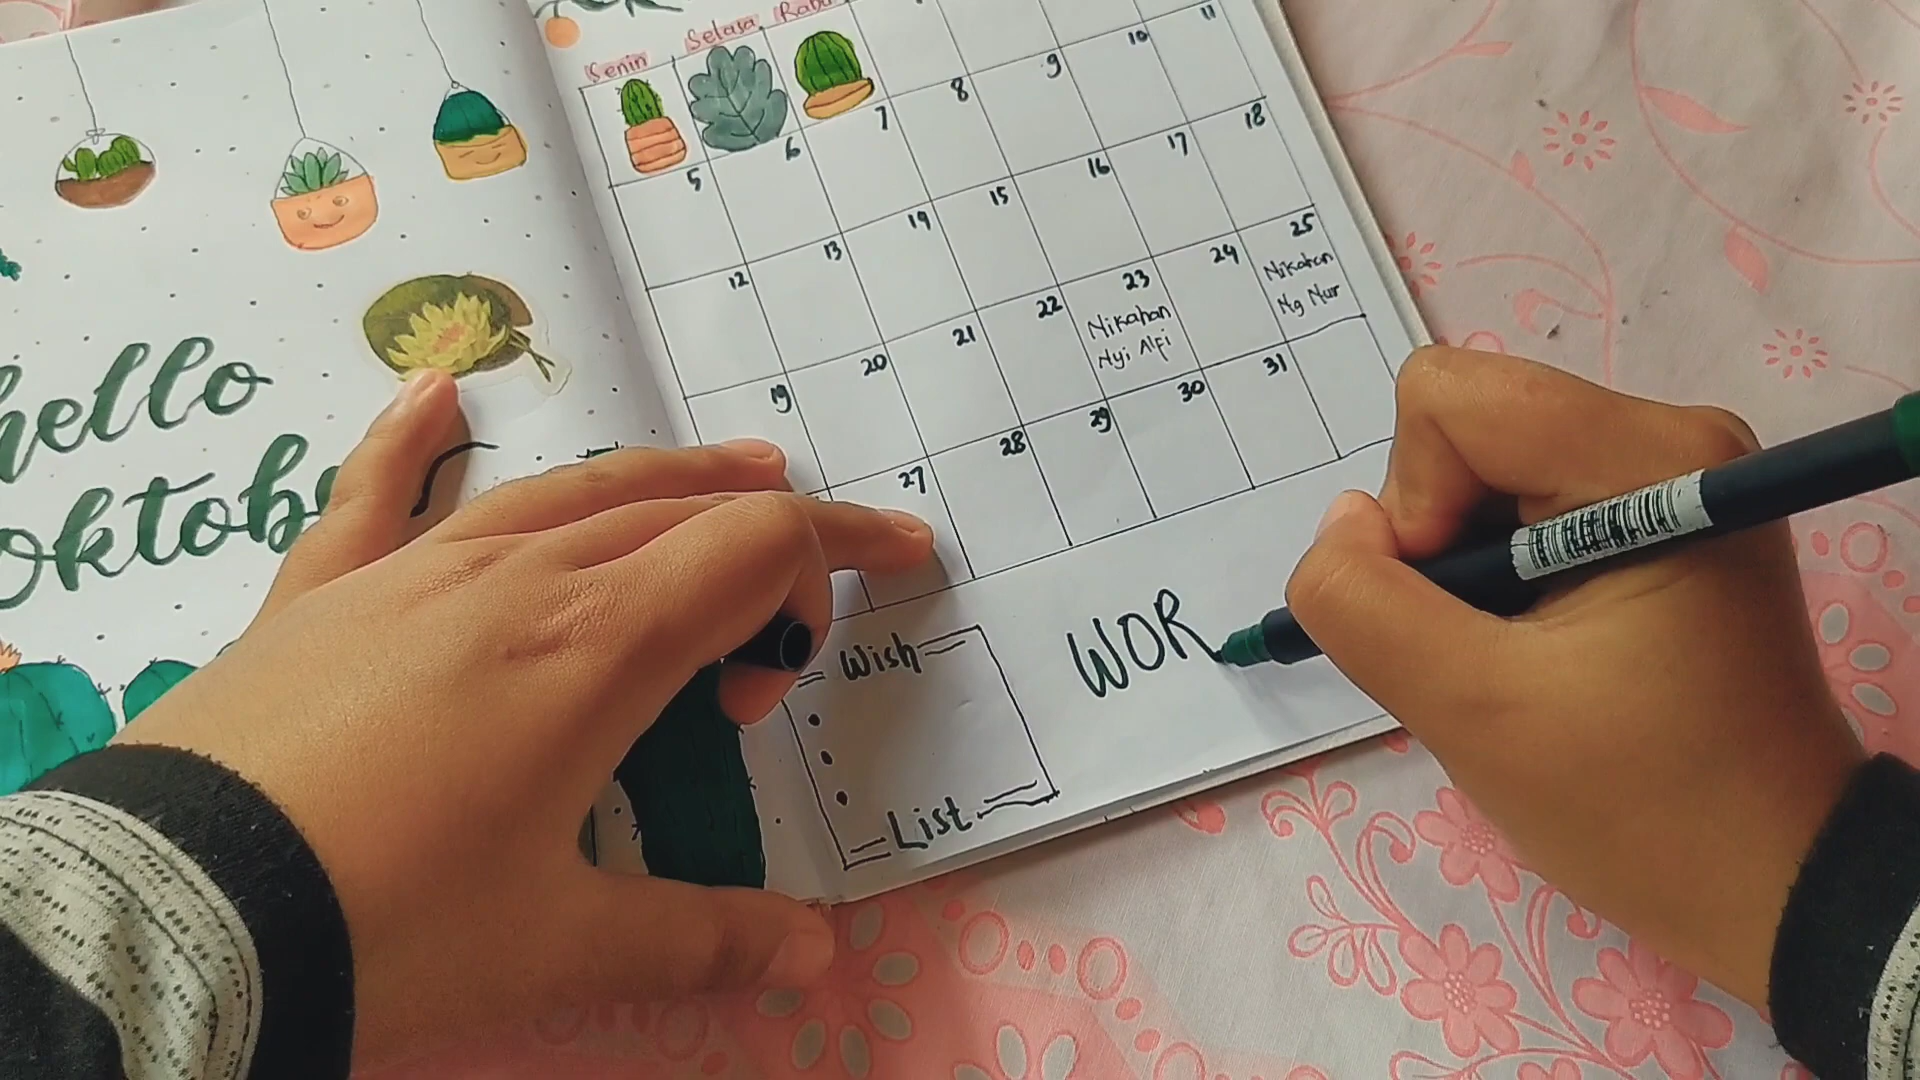 hello
oktobe
Senin Selasa Rabu
11
5 6 7 8 9 10
12 13 14 15 16 17 18
19 20 21 22 23 24 25
Nikahan
Nyi Alfi
Nikahan
Ng Nur
27 28 29 30 31
Wish
List
WOR